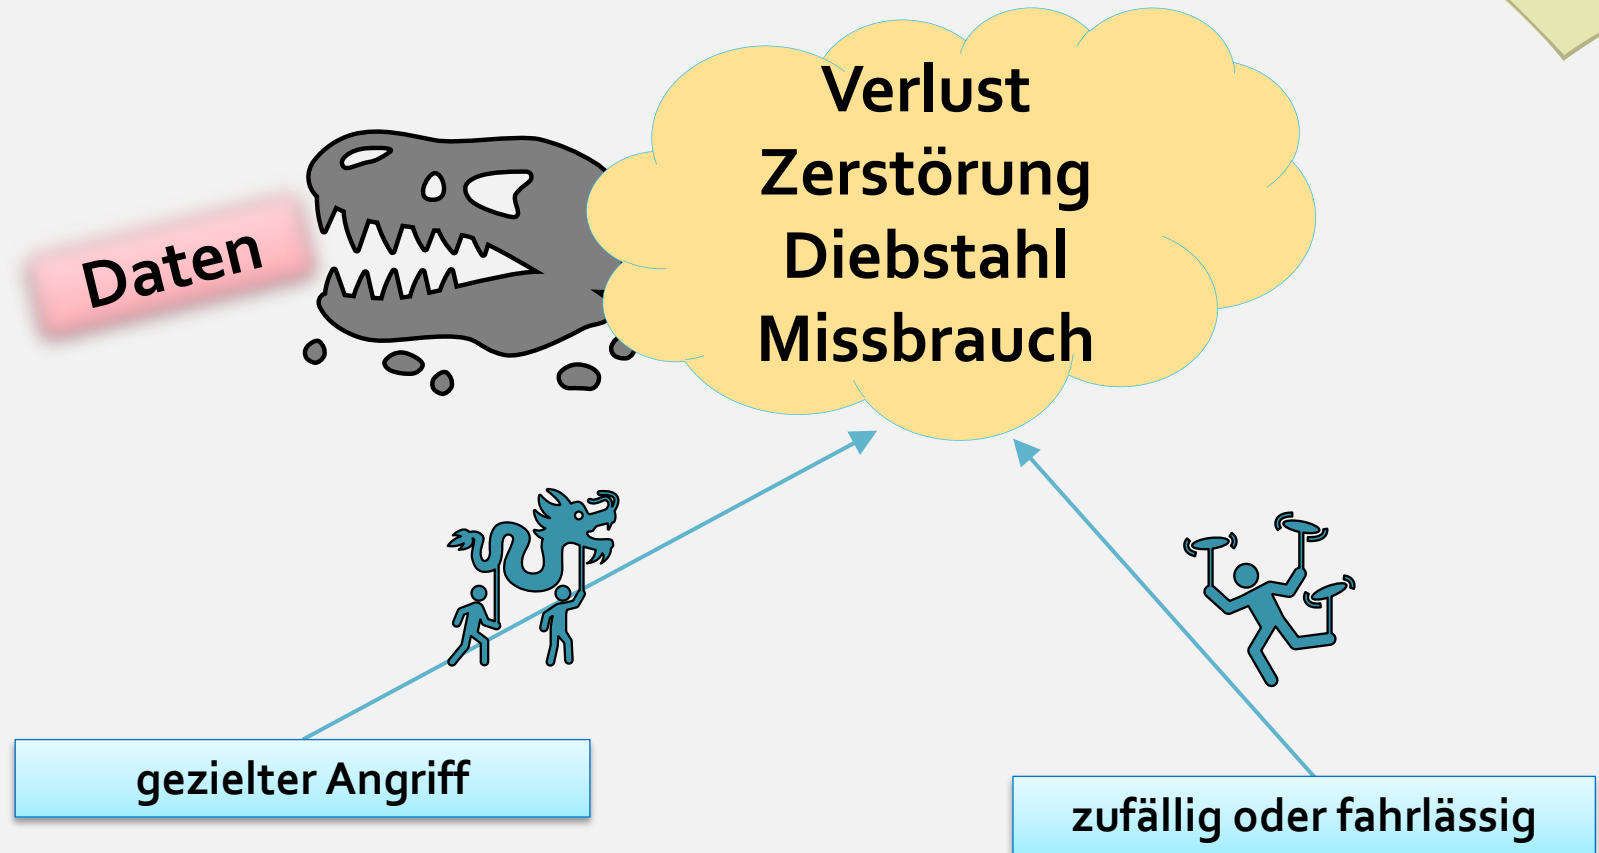 Verlust
Zerstörung
Diebstahl
Missbrauch
Daten
gezielter Angriff
zufällig oder fahrlässig